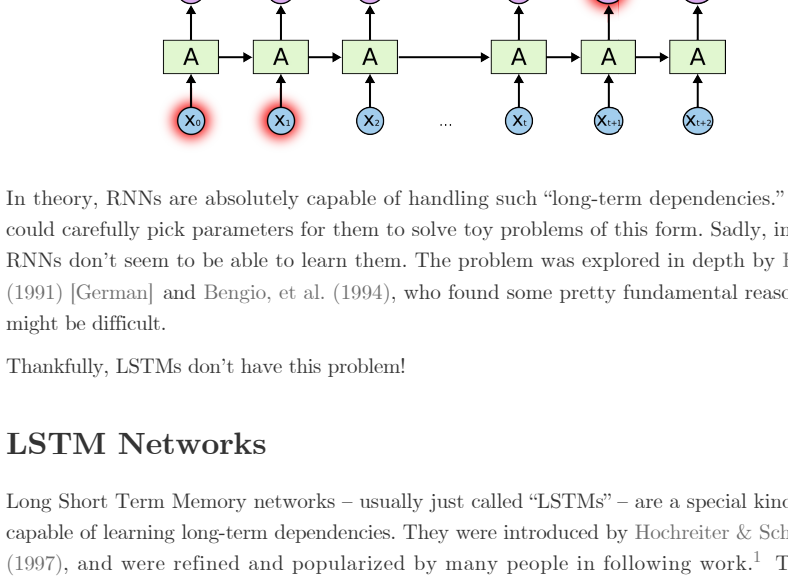 A A A A A A
x0 x1 x2 ... xt xt+1 xt+2
In theory, RNNs are absolutely capable of handling such “long-term dependencies.”
could carefully pick parameters for them to solve toy problems of this form. Sadly,
RNNs don’t seem to be able to learn them. The problem was explored in depth by
(1991) [German] and Bengio, et al. (1994), who found some pretty fundamental
might be difficult.
Thankfully, LSTMs don’t have this problem!
LSTM Networks
Long Short Term Memory networks – usually just called “LSTMs” – are a special
capable of learning long-term dependencies. They were introduced by Hochreiter &
(1997), and were refined and popularized by many people in following work.1